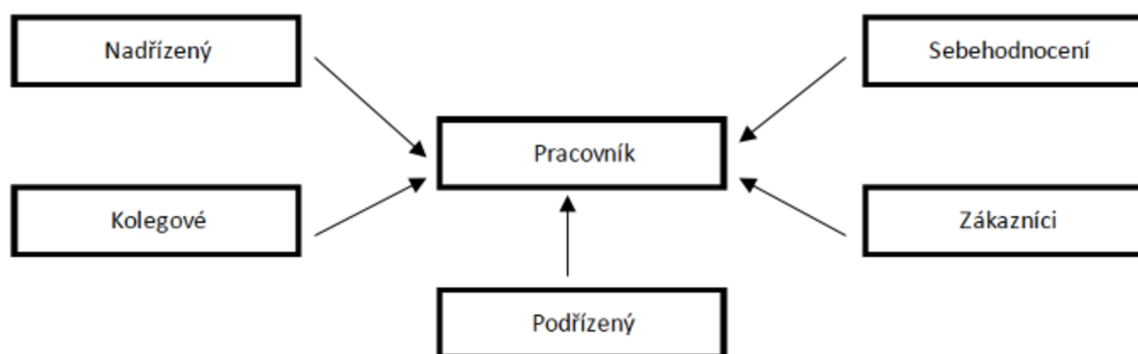 Nadřízený
Sebehodnocení
Pracovník
Kolegové
Zákazníci
Podřízený